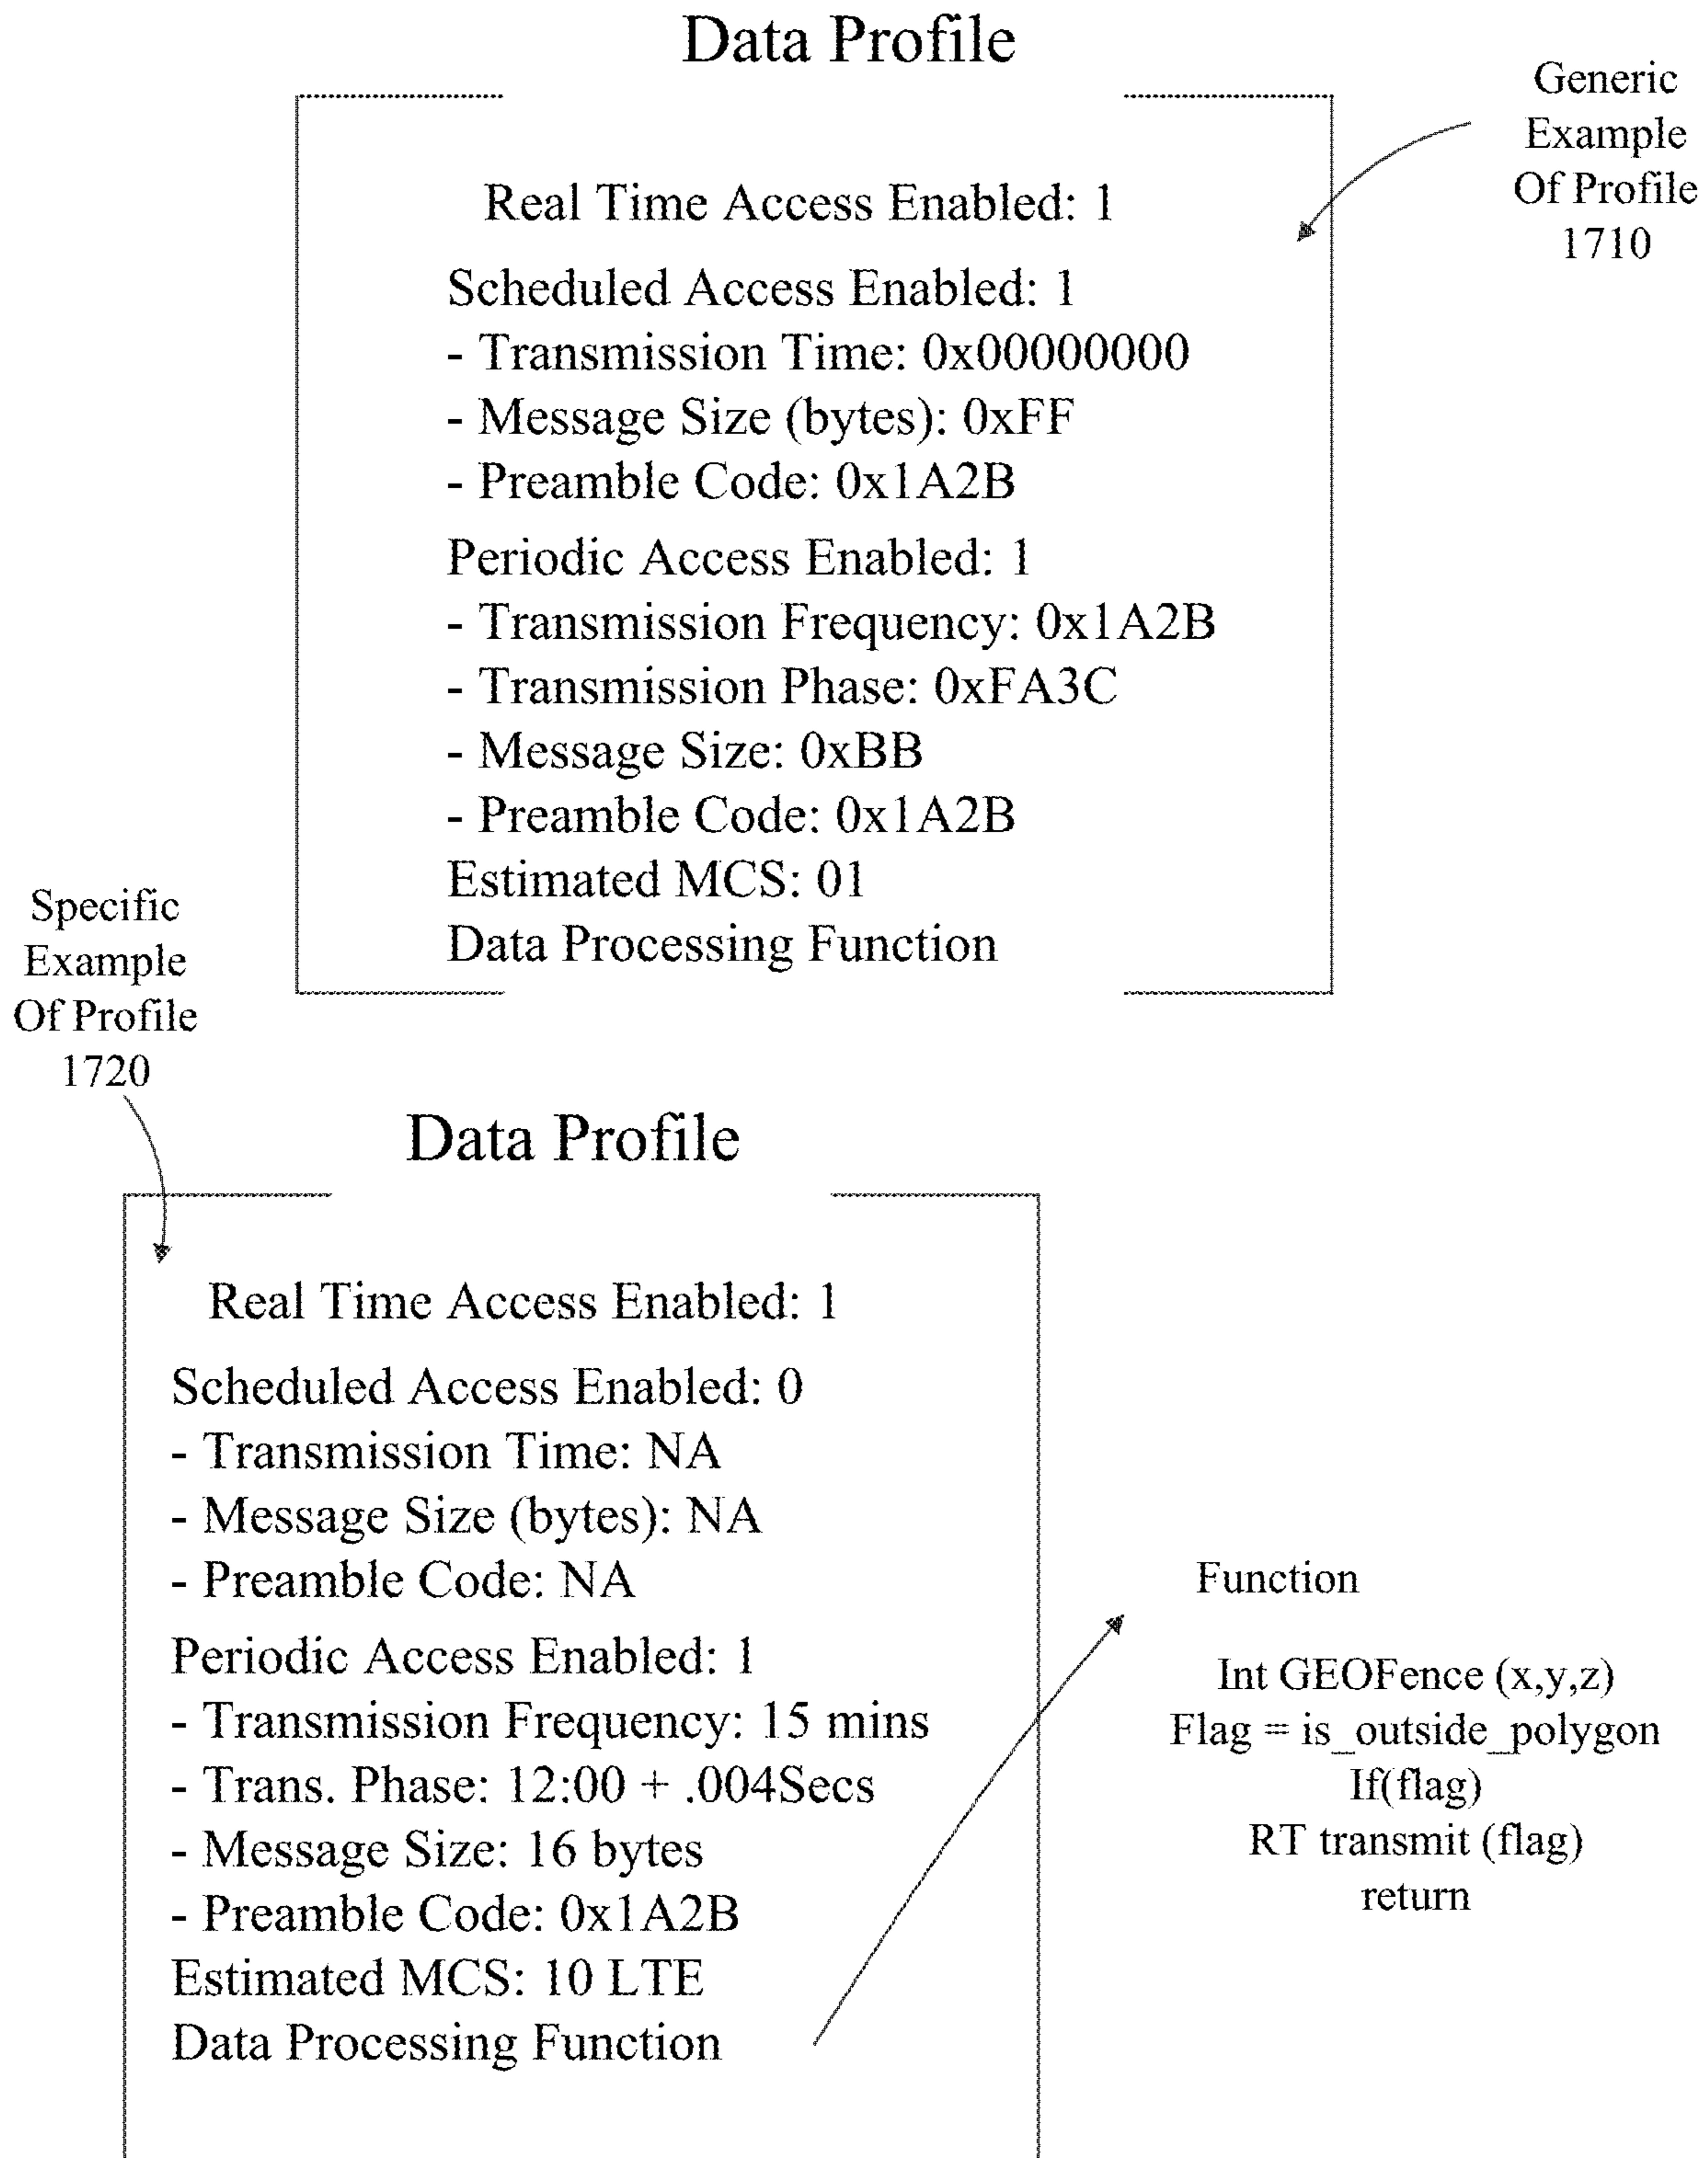 Data Profile
Generic
Example
Of Profile
1710
Real Time Access Enabled: 1
Scheduled Access Enabled: 1
- Transmission Time: 0x00000000
- Message Size (bytes): 0xFF
- Preamble Code: 0x1A2B
Periodic Access Enabled: 1
- Transmission Frequency: 0x1A2B
- Transmission Phase: 0xFA3C
- Message Size: 0xBB
- Preamble Code: 0x1A2B
Estimated MCS: 01
Data Processing Function
Specific
Example
Of Profile
1720
Data Profile
Real Time Access Enabled: 1
Scheduled Access Enabled: 0
- Transmission Time: NA
- Message Size (bytes): NA
- Preamble Code: NA
Periodic Access Enabled: 1
- Transmission Frequency: 15 mins
- Trans. Phase: 12:00 + .004Secs
- Message Size: 16 bytes
- Preamble Code: 0x1A2B
Estimated MCS: 10 LTE
Data Processing Function
Function
Int GEOFence (x,y,z)
Flag = is_outside_polygon
If(flag)
RT transmit (flag)
return